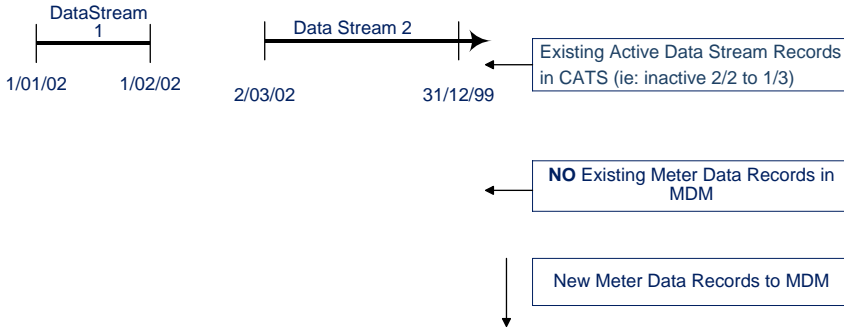 DataStream
1
Data Stream 2
1/01/02
1/02/02
2/03/02
31/12/99
Existing Active Data Stream Records
in CATS (ie: inactive 2/2 to 1/3)
NO Existing Meter Data Records in
MDM
New Meter Data Records to MDM